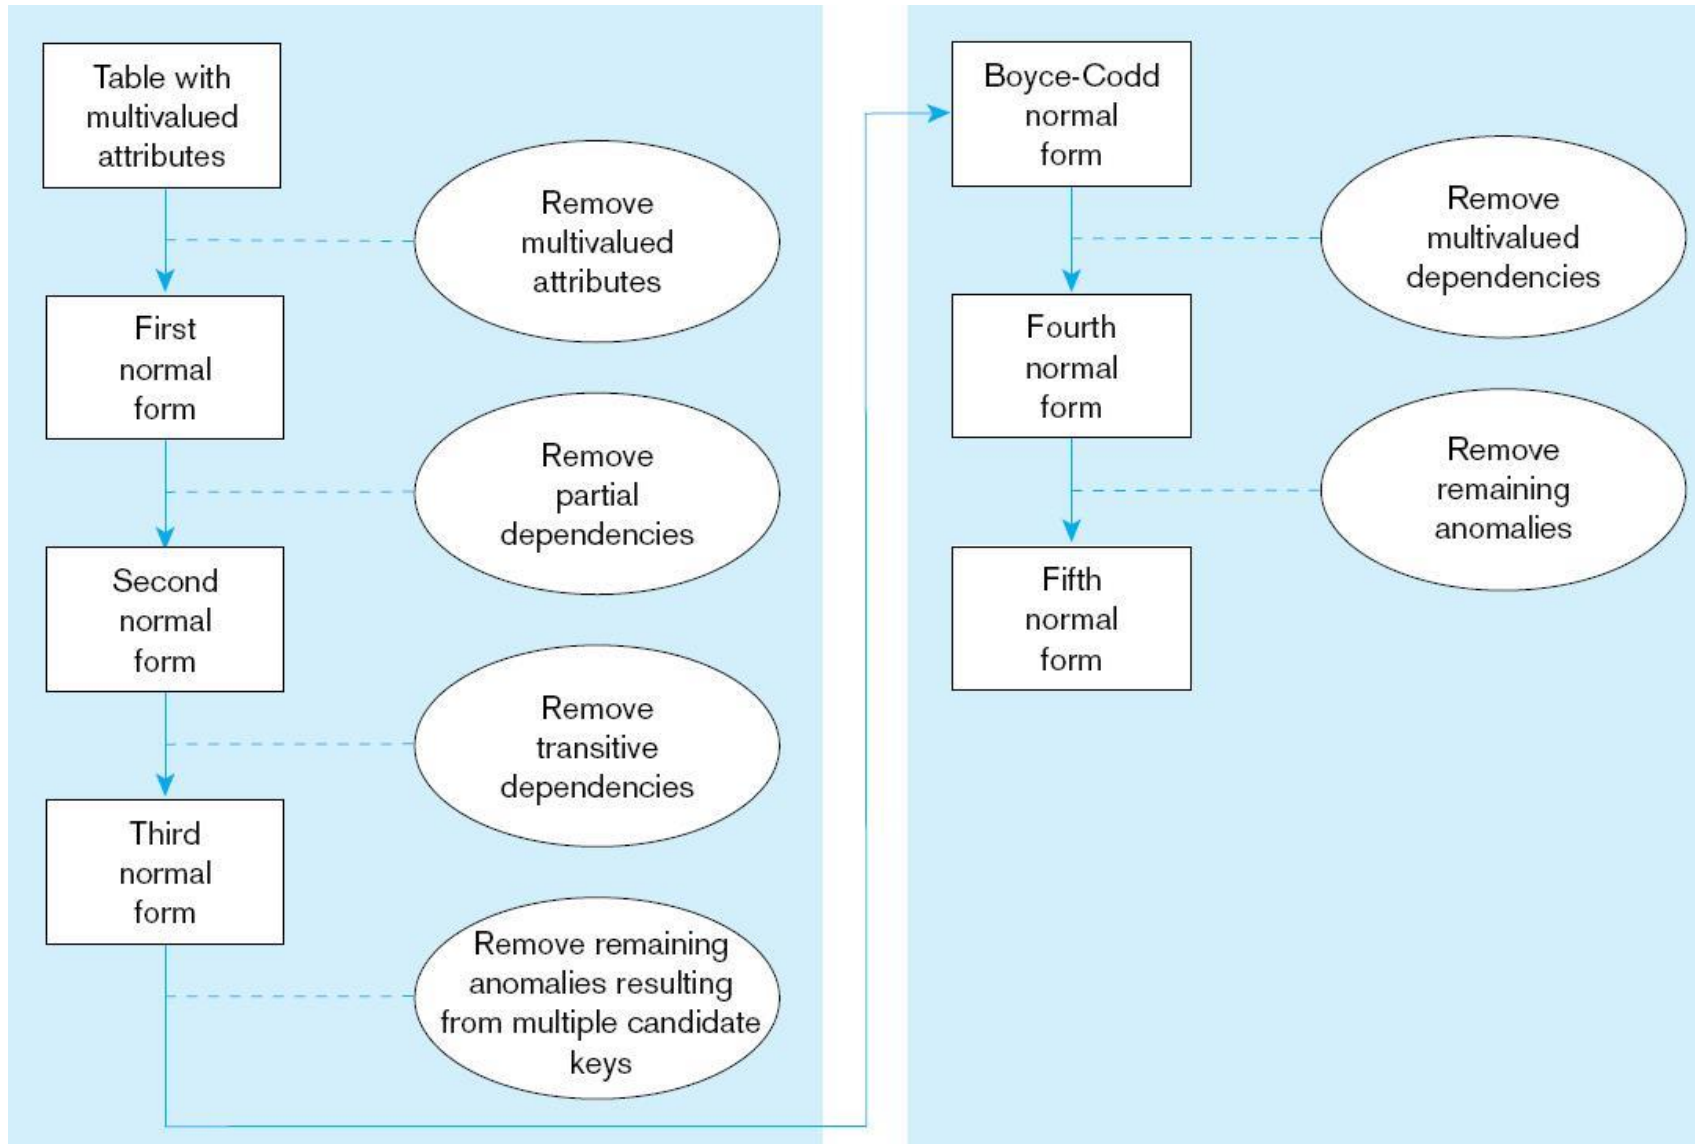 Table with
multivalued
attributes
Remove
multivalued
attributes
First
normal
form
Remove
partial
dependencies
Second
normal
form
Remove
transitive
dependencies
Third
normal
form
Remove remaining
anomalies resulting
from multiple candidate
keys
Boyce-Codd
normal
form
Remove
multivalued
dependencies
Fourth
normal
form
Remove
remaining
anomalies
Fifth
normal
form